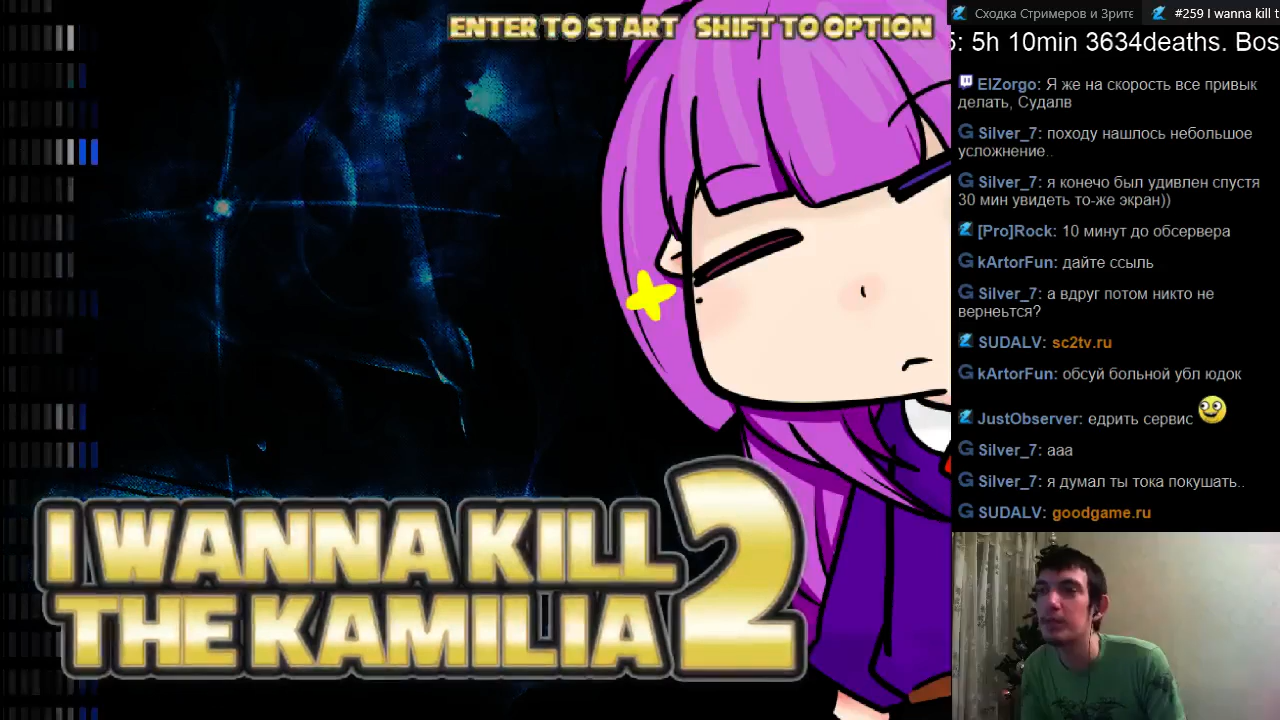 ENTER TO START SHIFT TO OPTION
I WANNA KILL
THE KAMILIA 2
Сходка Стримеров и Зрите
#259 I wanna kill t
: 5h 10min 3634deaths. Bos
ElZorgo: Я же на скорость все привык
делать, Судалв
Silver_7: походу нашлось небольшое
усложнение..
Silver_7: я конечо был удивлен спустя
30 мин увидеть то-же экран))
[Pro]Rock: 10 минут до обсервера
kArtorFun: дайте ссыль
Silver_7: а вдруг потом никто не
вернеться?
SUDALV: sc2tv.ru
kArtorFun: обсуй больной убл юдок
JustObserver: едрить сервис
Silver_7: ааа
Silver_7: я думал ты тока покушать..
SUDALV: goodgame.ru